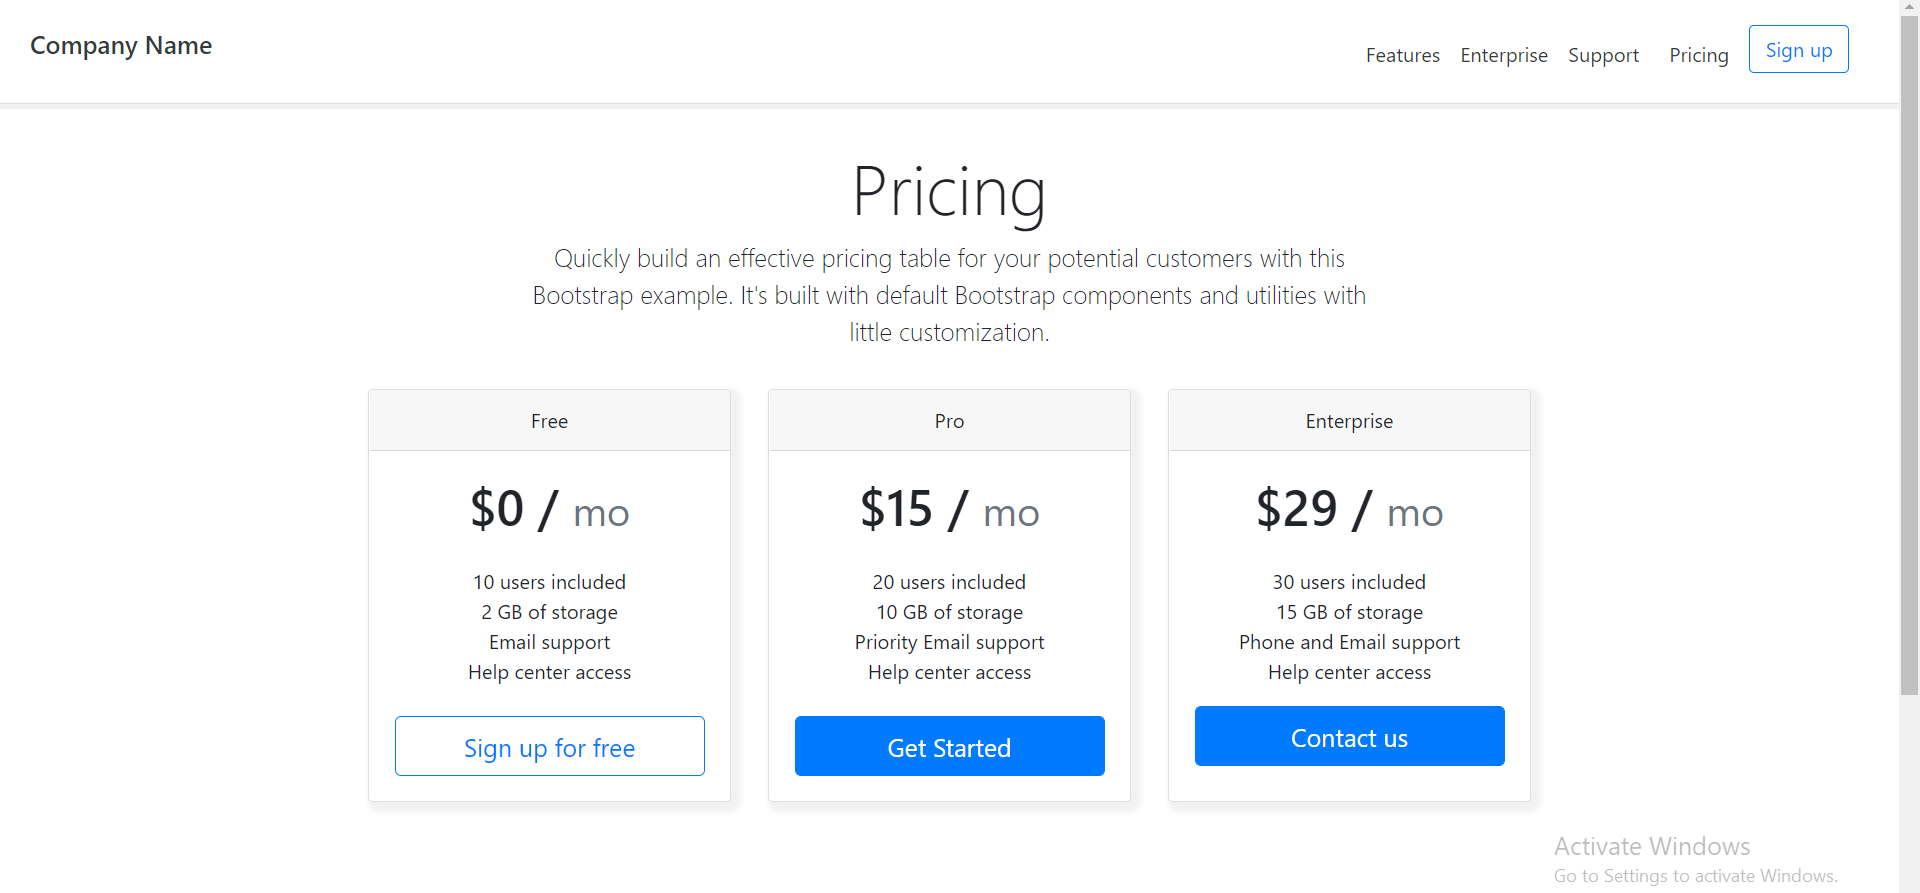 Company Name
Features Enterprise Support Pricing Sign up
Pricing
Quickly build an effective pricing table for your potential customers with this
Bootstrap example. It's built with default Bootstrap components and utilities with
little customization.
Free
$0 / mo
10 users included
2 GB of storage
Email support
Help center access
Sign up for free
Pro
$15 / mo
20 users included
10 GB of storage
Priority Email support
Help center access
Get Started
Enterprise
$29 / mo
30 users included
15 GB of storage
Phone and Email support
Help center access
Contact us
Activate Windows
Go to Settings to activate Windows.